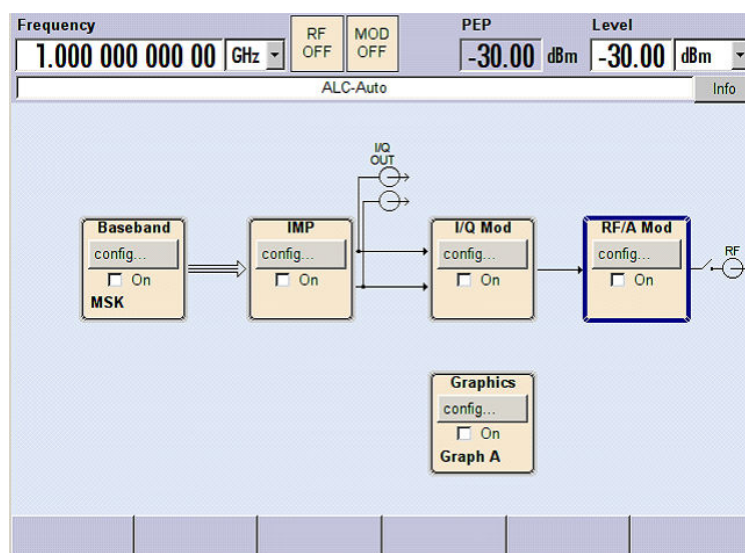 Frequency
1.000 000 000 00 GHz
RF OFF
MOD OFF
PEP
-30.00 dBm
Level
-30.00 dBm
ALC-Auto
Info
I/Q
OUT
Baseband
config...
On
MSK
IMP
config...
On
I/Q Mod
config...
On
RF/A Mod
config...
On
RF
Graphics
config...
On
Graph A